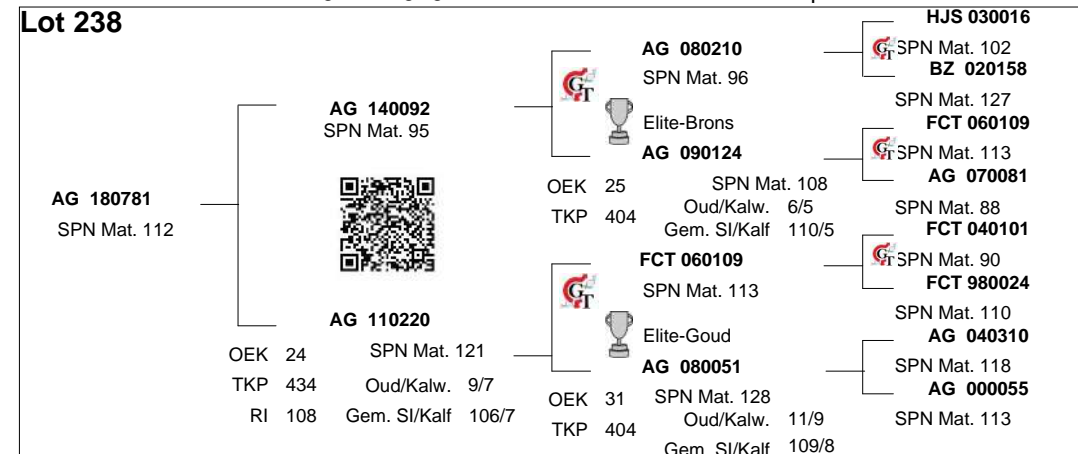 Lot 238
HJS 030016
AG 080210
GT SPN Mat. 102
SPN Mat. 96
BZ 020158
GT
AG 140092
SPN Mat. 127
SPN Mat. 95
Elite-Brons
FCT 060109
AG 090124
GT SPN Mat. 113
AG 180781
OEK 25
SPN Mat. 108
AG 070081
SPN Mat. 112
TKP 404
Oud/Kalw. 6/5
SPN Mat. 88
Gem. SI/Kalf 110/5
FCT 040101
FCT 060109
GT SPN Mat. 90
GT
SPN Mat. 113
FCT 980024
AG 110220
SPN Mat. 110
Elite-Goud
AG 040310
OEK 24
SPN Mat. 121
AG 080051
SPN Mat. 118
TKP 434
Oud/Kalw. 9/7
OEK 31
SPN Mat. 128
AG 000055
RI 108
Gem. SI/Kalf 106/7
Oud/Kalw. 11/9
SPN Mat. 113
TKP 404
Gem. SI/Kalf 109/8